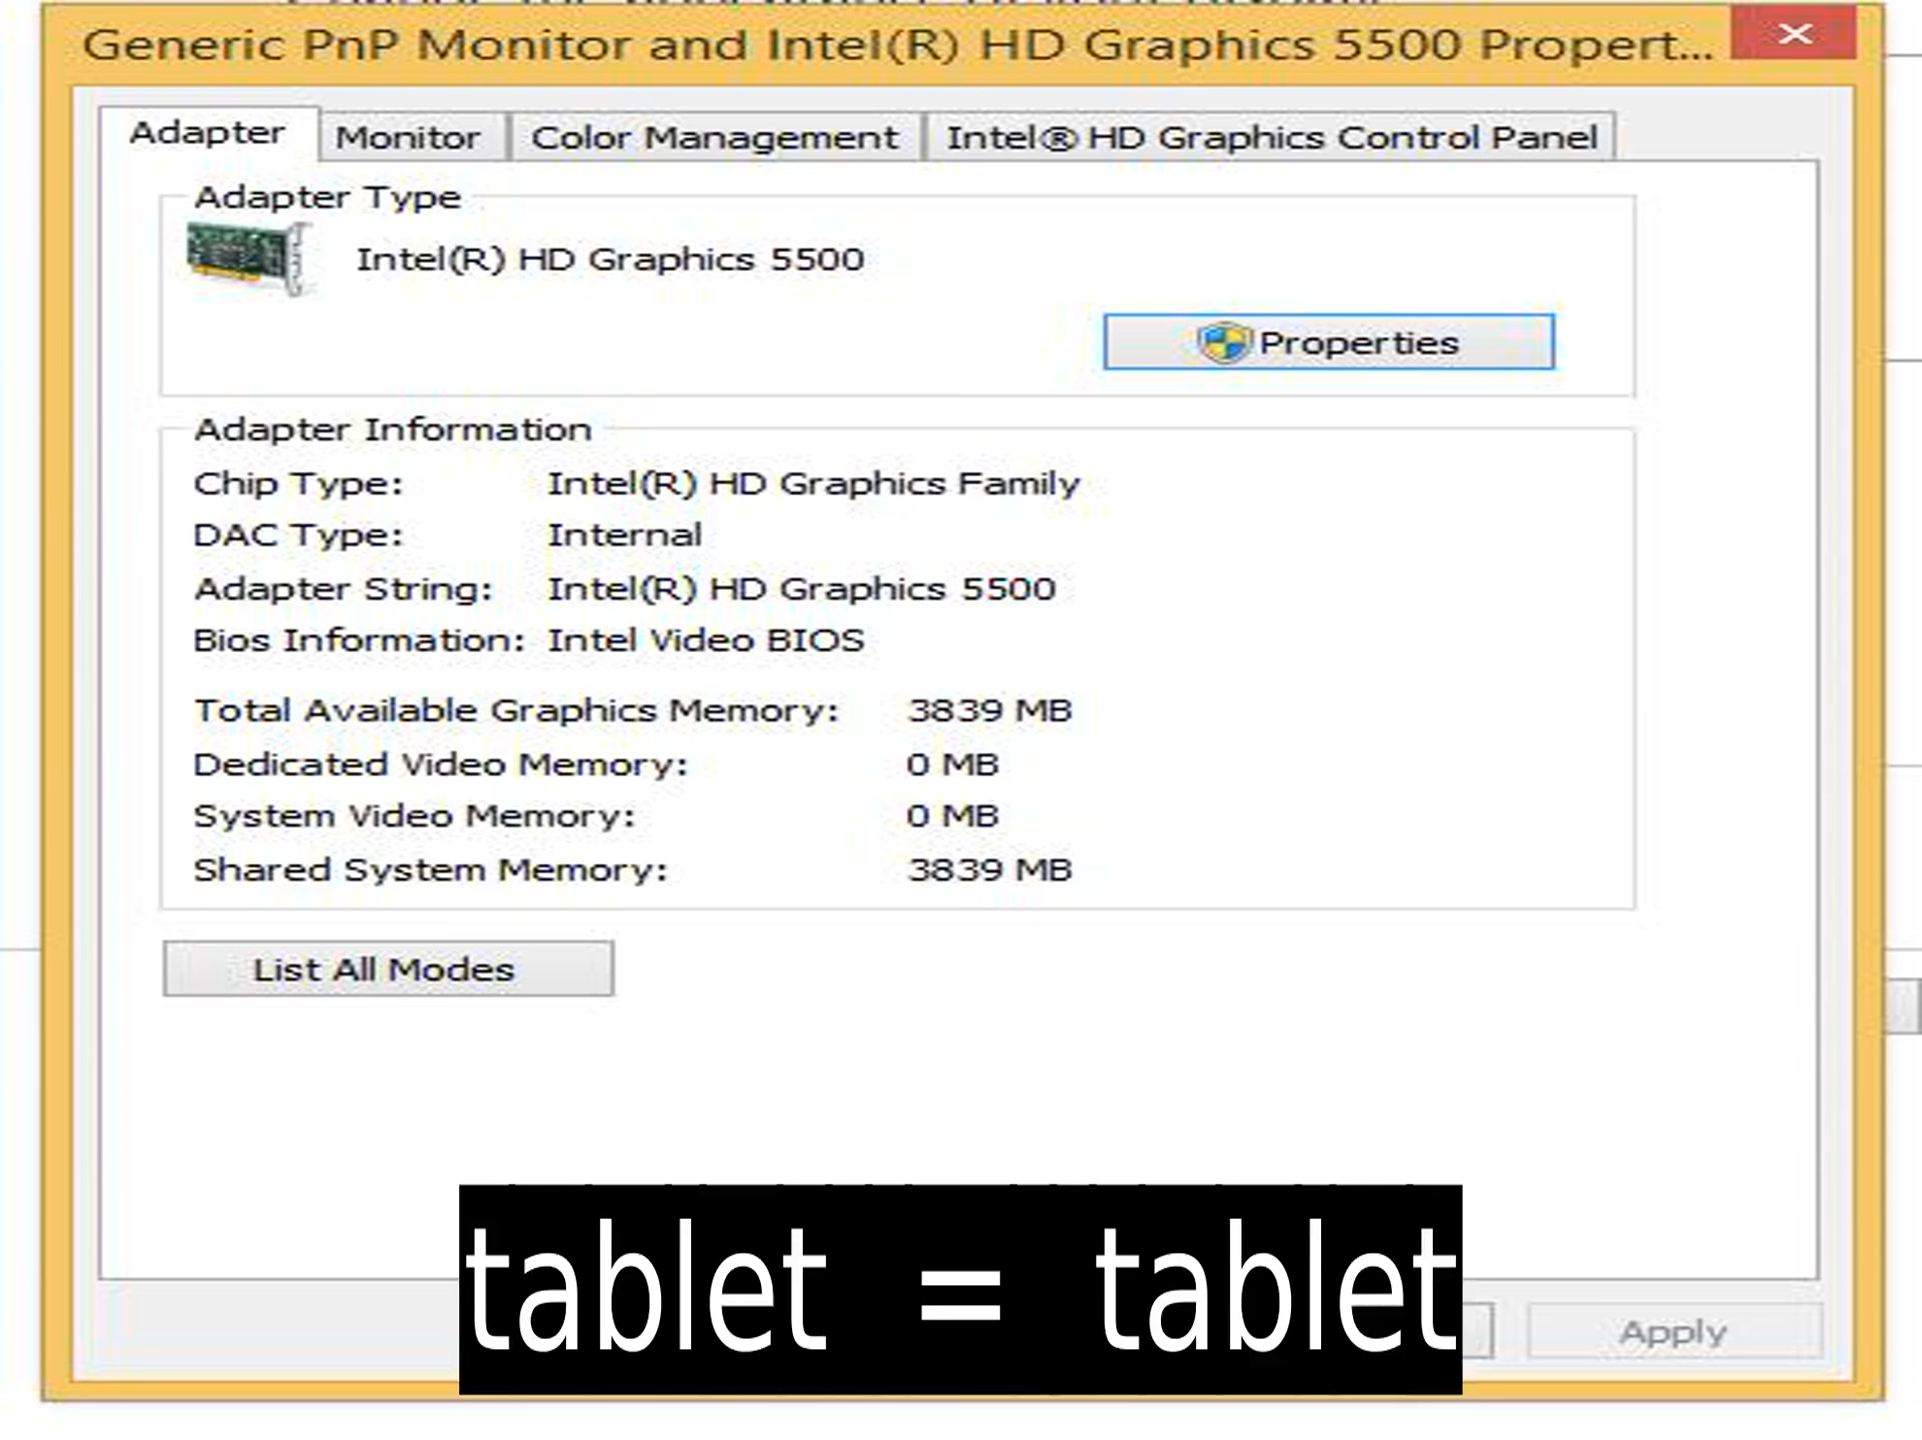 Generic PnP Monitor and Intel(R) HD Graphics 5500 Propert...
Adapter Monitor Color Management Intel® HD Graphics Control Panel
Adapter Type
Intel(R) HD Graphics 5500
Properties
Adapter Information
Chip Type: Intel(R) HD Graphics Family
DAC Type: Internal
Adapter String: Intel(R) HD Graphics 5500
Bios Information: Intel Video BIOS
Total Available Graphics Memory: 3839 MB
Dedicated Video Memory: 0 MB
System Video Memory: 0 MB
Shared System Memory: 3839 MB
List All Modes
tablet = tablet
Apply